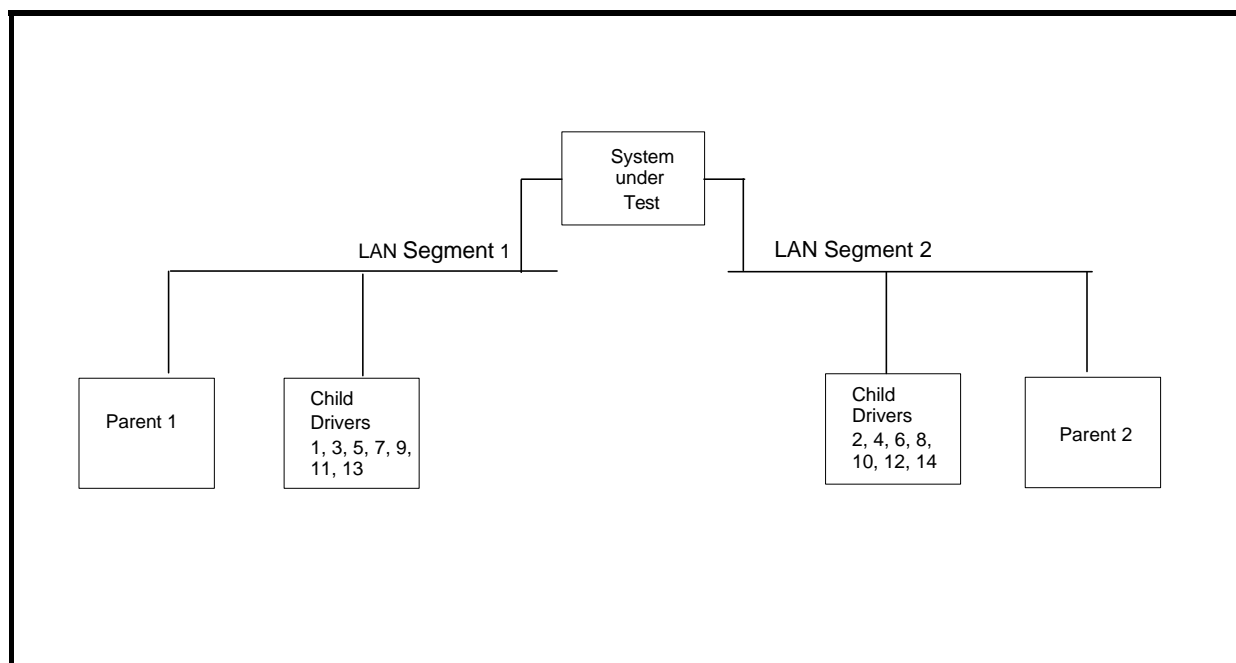 System
under
Test
LAN Segment 1
LAN Segment 2
Parent 1
Child
Drivers
1, 3, 5, 7, 9,
11, 13
Child
Drivers
2, 4, 6, 8,
10, 12, 14
Parent 2